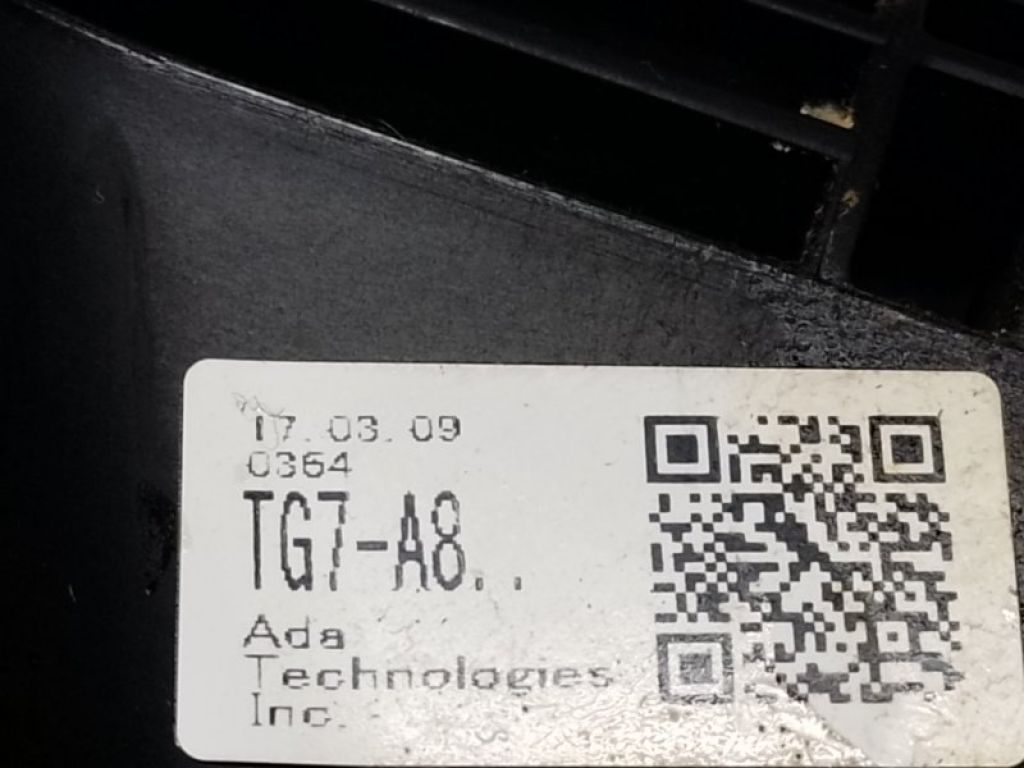 17.03.09
0364
TG7-A8..
Ada
Technologies
Inc.